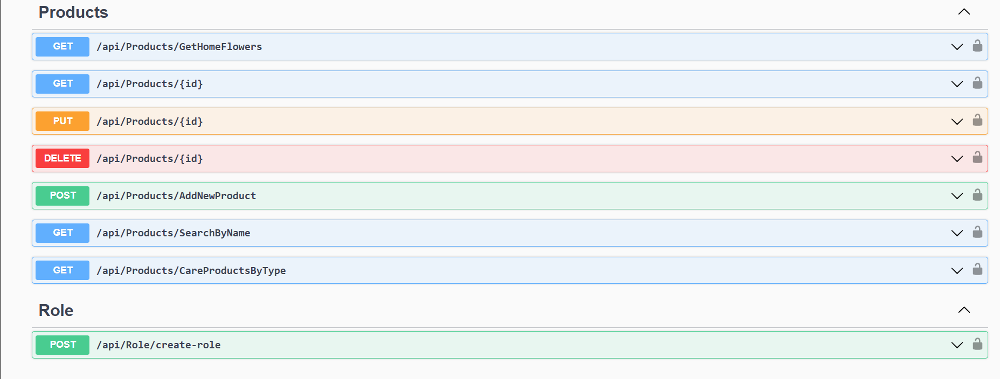 Products
GET /api/Products/GetHomeFlowers
GET /api/Products/{id}
PUT /api/Products/{id}
DELETE /api/Products/{id}
POST /api/Products/AddNewProduct
GET /api/Products/SearchByName
GET /api/Products/CareProductsByType
Role
POST /api/Role/create-role